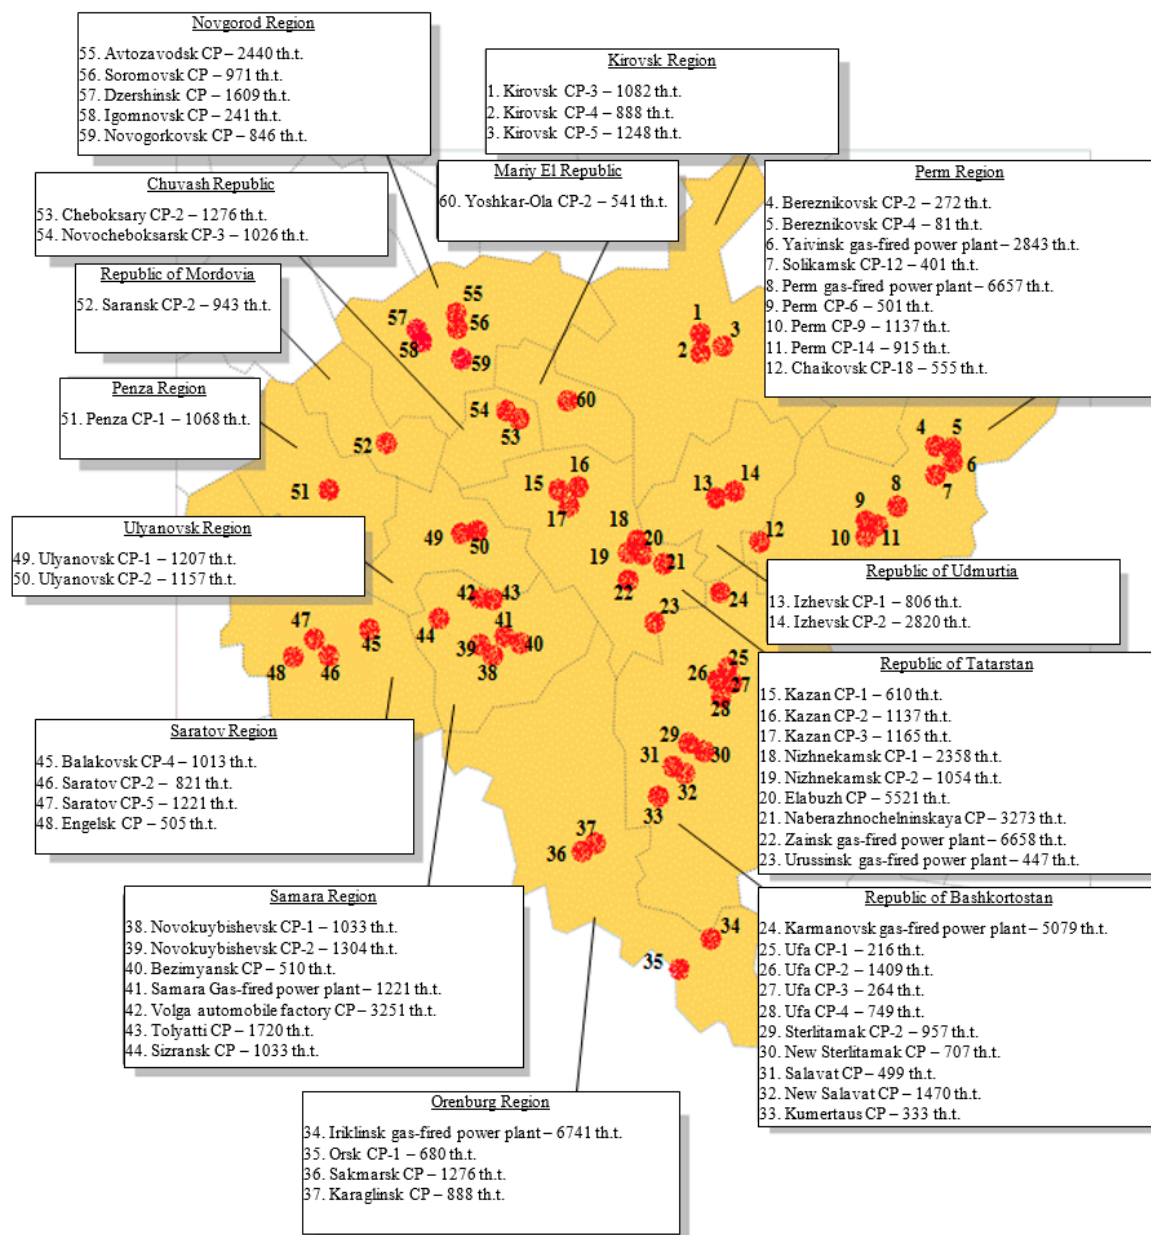 Novgorod Region
55. Avtozavodsk CP – 2440 th.t.
56. Soromovsk CP – 971 th.t.
57. Dzershinsk CP – 1609 th.t.
58. Igomnovsk CP – 241 th.t.
59. Novogorkovsk CP – 846 th.t.
Kirovsk Region
1. Kirovsk CP-3 – 1082 th.t.
2. Kirovsk CP-4 – 888 th.t.
3. Kirovsk CP-5 – 1248 th.t.
Chuvash Republic
53. Cheboksary CP-2 – 1276 th.t.
54. Novocheboksarsk CP-3 – 1026 th.t.
Mariy El Republic
60. Yoshkar-Ola CP-2 – 541 th.t.
Perm Region
4. Bereznikovsk CP-2 – 272 th.t.
5. Bereznikovsk CP-4 – 81 th.t.
6. Yaivinsk gas-fired power plant – 2843 th.t.
7. Solikamsk CP-12 – 401 th.t.
8. Perm gas-fired power plant – 6657 th.t.
9. Perm CP-6 – 501 th.t.
10. Perm CP-9 – 1137 th.t.
11. Perm CP-14 – 915 th.t.
12. Chaikovsk CP-18 – 555 th.t.
Republic of Mordovia
52. Saransk CP-2 – 943 th.t.
Penza Region
51. Penza CP-1 – 1068 th.t.
Ulyanovsk Region
49. Ulyanovsk CP-1 – 1207 th.t.
50. Ulyanovsk CP-2 – 1157 th.t.
Republic of Udmurtia
13. Izhevsk CP-1 – 806 th.t.
14. Izhevsk CP-2 – 2820 th.t.
Republic of Tatarstan
15. Kazan CP-1 – 610 th.t.
16. Kazan CP-2 – 1137 th.t.
17. Kazan CP-3 – 1165 th.t.
18. Nizhnekamsk CP-1 – 2358 th.t.
19. Nizhnekamsk CP-2 – 1054 th.t.
20. Elabuzh CP – 5521 th.t.
21. Naberazhnochelninskaya CP – 3273 th.t.
22. Zainsk gas-fired power plant – 6658 th.t.
23. Urussinsk gas-fired power plant – 447 th.t.
Saratov Region
45. Balakovsk CP-4 – 1013 th.t.
46. Saratov CP-2 – 821 th.t.
47. Saratov CP-5 – 1221 th.t.
48. Engelsk CP – 505 th.t.
Samara Region
38. Novokuybishevsk CP-1 – 1033 th.t.
39. Novokuybishevsk CP-2 – 1304 th.t.
40. Bezimyansk CP – 510 th.t.
41. Samara Gas-fired power plant – 1221 th.t.
42. Volga automobile factory CP – 3251 th.t.
43. Tolyatti CP – 1720 th.t.
44. Sizransk CP – 1033 th.t.
Republic of Bashkortostan
24. Karmanovsk gas-fired power plant – 5079 th.t.
25. Ufa CP-1 – 216 th.t.
26. Ufa CP-2 – 1409 th.t.
27. Ufa CP-3 – 264 th.t.
28. Ufa CP-4 – 749 th.t.
29. Sterlitamak CP-2 – 957 th.t.
30. New Sterlitamak CP – 707 th.t.
31. Salavat CP – 499 th.t.
32. New Salavat CP – 1470 th.t.
33. Kumertaus CP – 333 th.t.
Orenburg Region
34. Iriklinsk gas-fired power plant – 6741 th.t.
35. Orsk CP-1 – 680 th.t.
36. Sakmarsk CP – 1276 th.t.
37. Karaglinsk CP – 888 th.t.
55
57
56
58
59
1
3
2
60
54
53
52
4
5
6
7
8
9
10
11
16
15
17
14
13
12
51
49
50
18
20
19
21
22
24
23
42
43
44
41
40
39
38
47
45
48
46
25
26
27
28
29
30
31
32
33
37
36
34
35